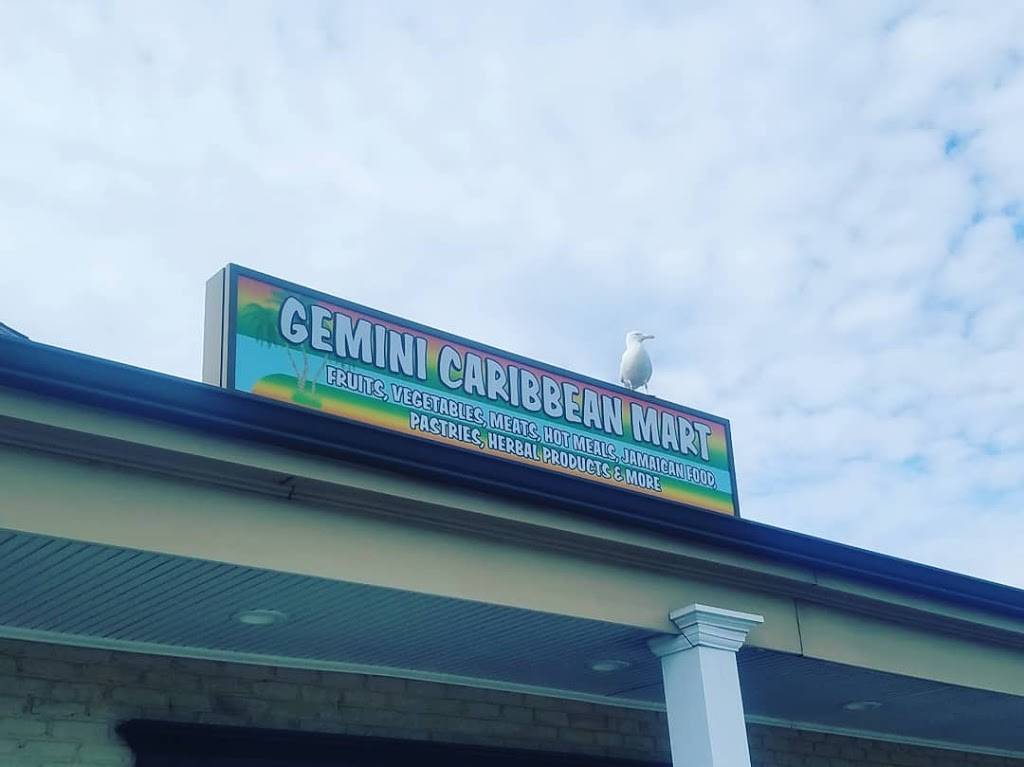 GEMINI CARIBBEAN MART
FRUITS, VEGETABLES, MEATS, HOT MEALS, JAMAICAN FOOD,
PASTRIES, HERBAL PRODUCTS & MORE